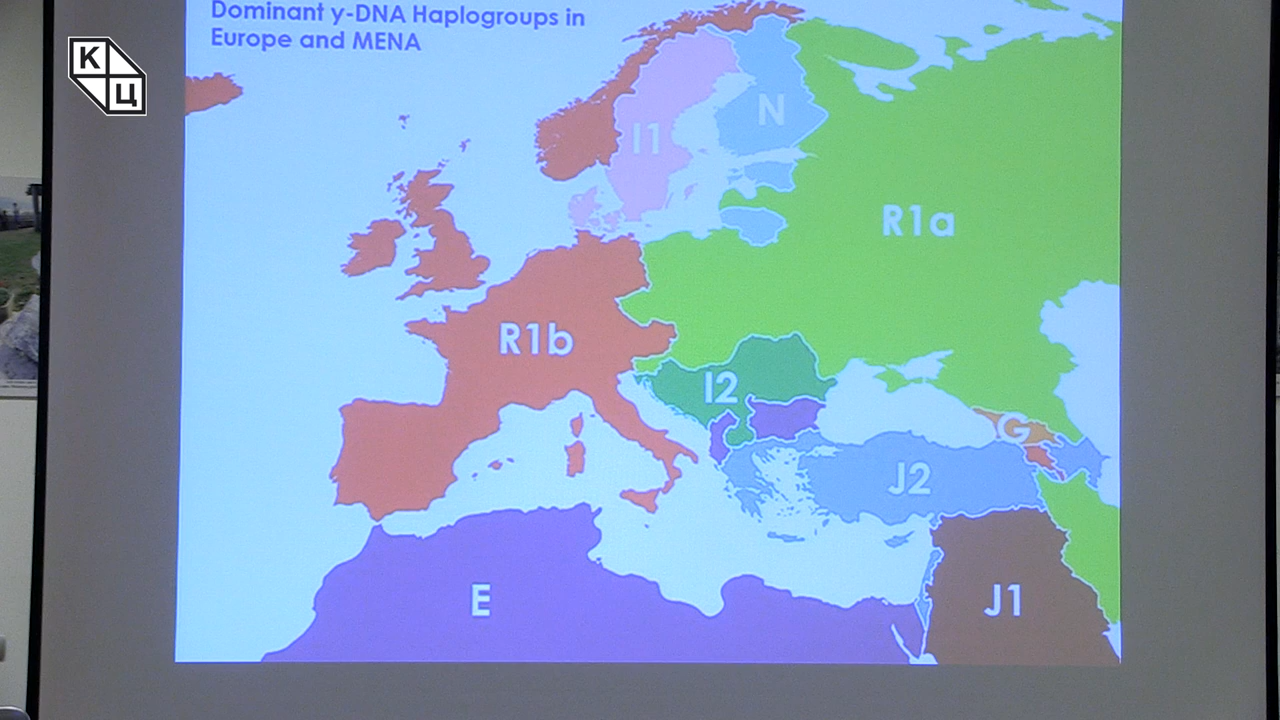 Dominant y-DNA Haplogroups in
Europe and MENA
К
Ц
N
I1
R1a
R1b
I2
G
J2
E
J1